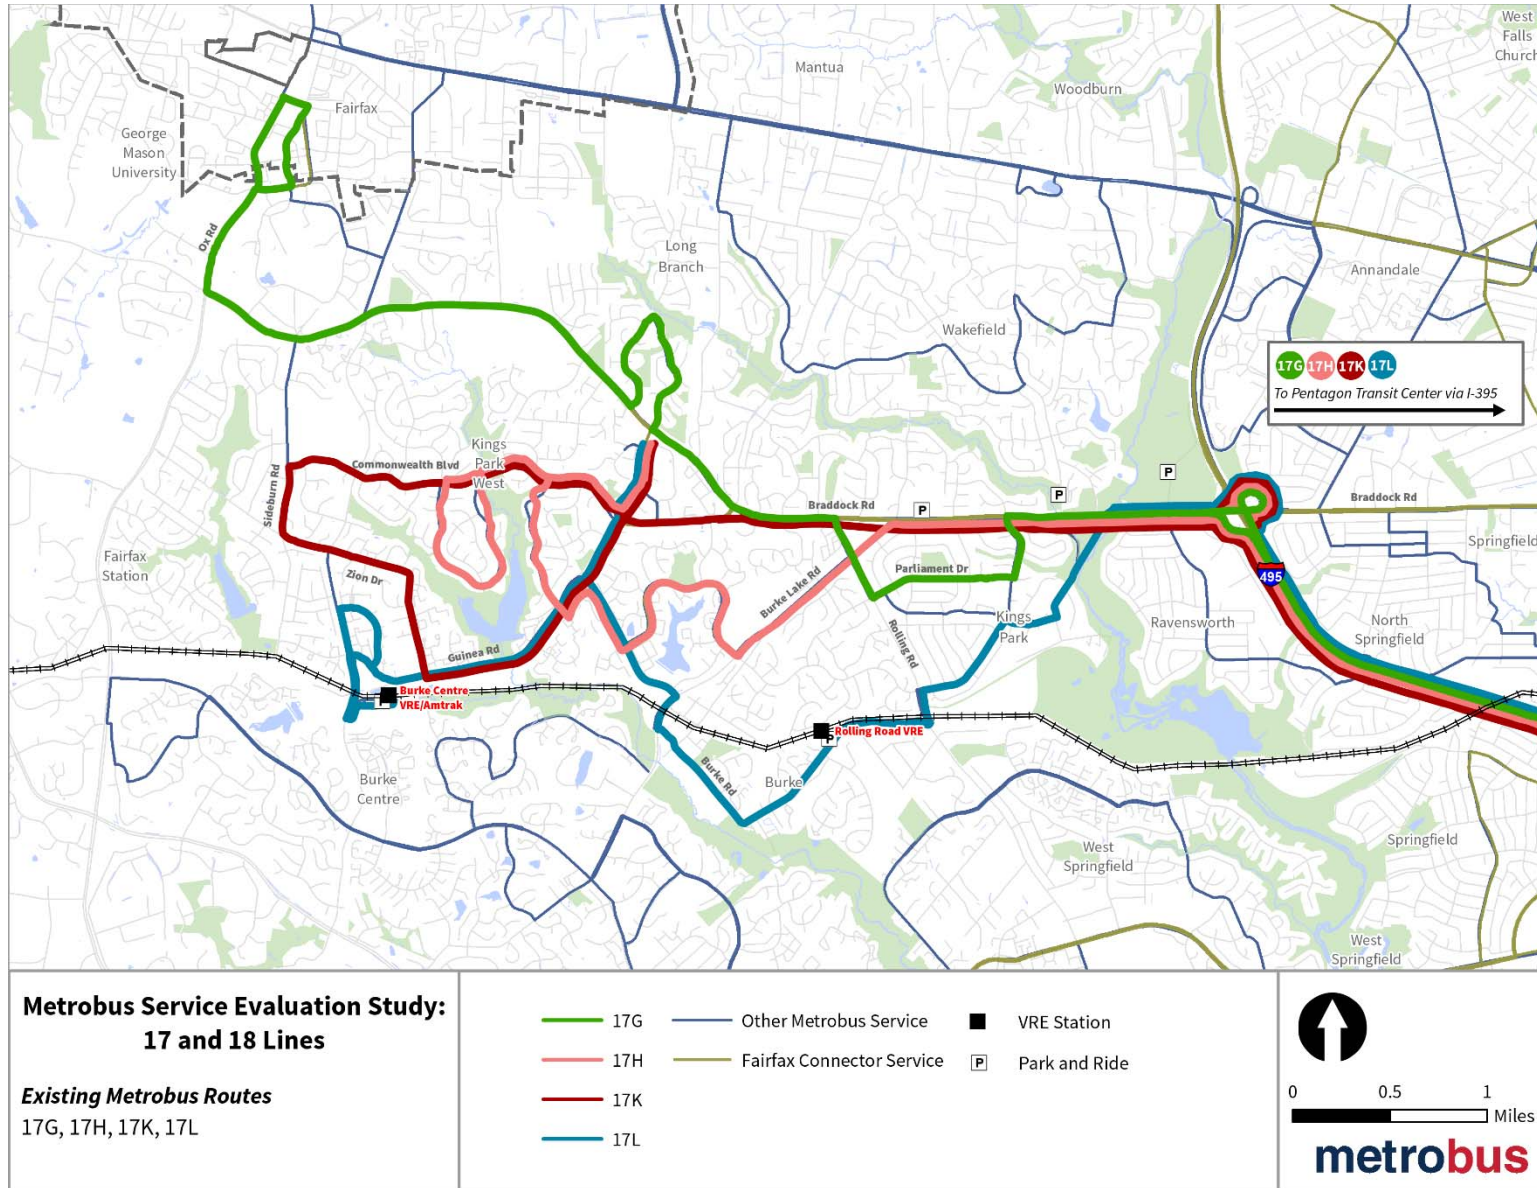 West
Falls
Church
Mantua
Woodburn
Fairfax
George
Mason
University
Ox Rd
Long
Branch
Annandale
Wakefield
17G 17H 17K 17L
To Pentagon Transit Center via I-395
Kings
Park
West
Commonwealth Blvd
Sideburn Rd
P
P
P
Braddock Rd
Braddock Rd
Springfield
Fairfax
Station
Zion Dr
Parliament Dr
495
Burke Lake Rd
Kings
Park
Ravensworth
North
Springfield
Rolling Rd
Guinea Rd
Burke Centre
VRE/Amtrak
P
Rolling Road VRE
P
Burke Rd
Burke
Burke
Centre
West
Springfield
Springfield
West
Springfield
Metrobus Service Evaluation Study:
17 and 18 Lines
Existing Metrobus Routes
17G, 17H, 17K, 17L
17G
17H
17K
17L
Other Metrobus Service
Fairfax Connector Service
VRE Station
P Park and Ride
0 0.5 1
Miles
metrobus